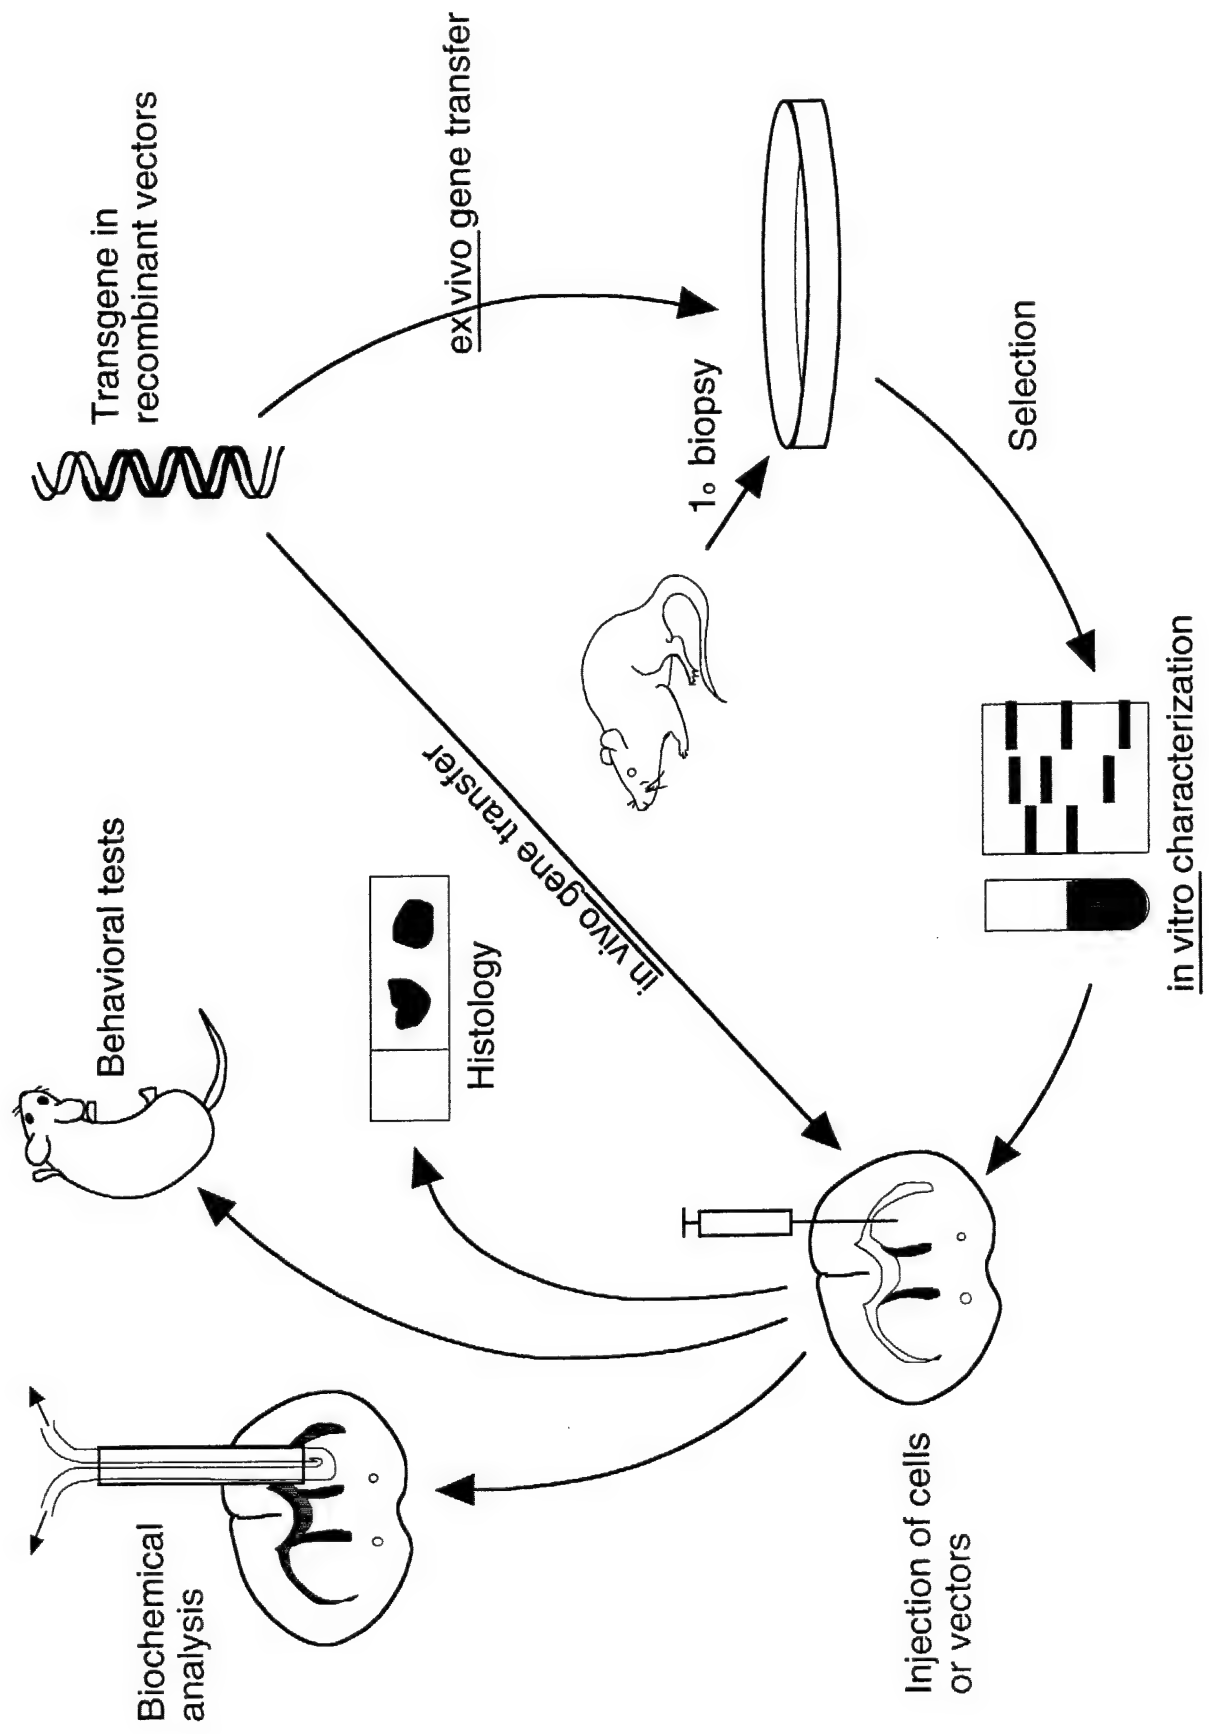 Transgene in
recombinant vectors
ex vivo gene transfer
1o biopsy
Selection
in vitro characterization
in vivo gene transfer
Injection of cells
or vectors
Histology
Behavioral tests
Biochemical
analysis